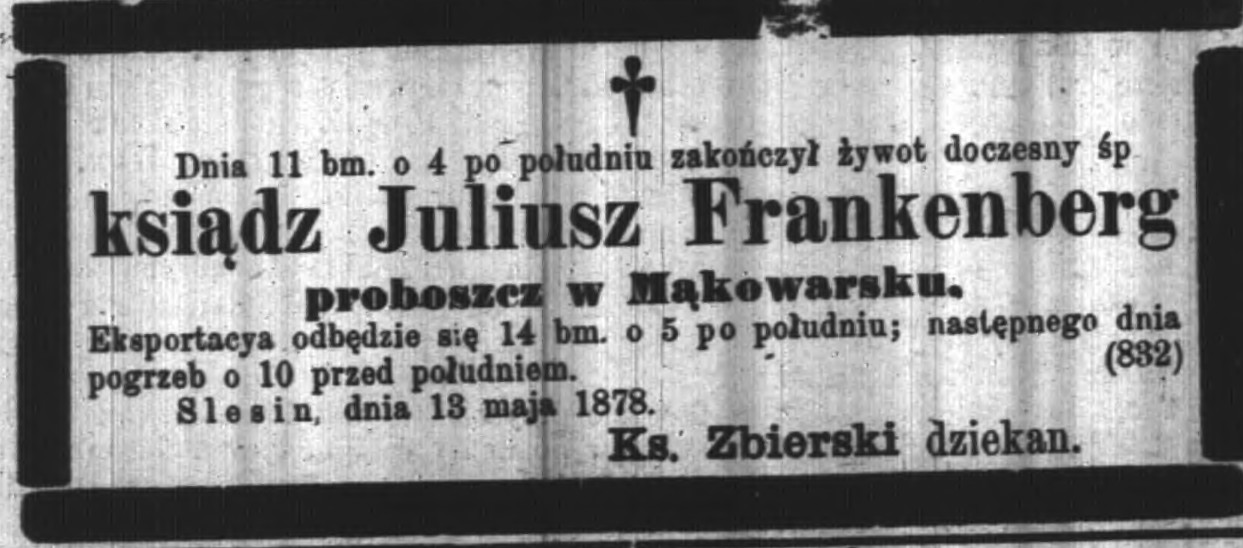 †
Dnia 11 bm. o 4 po południu zakończył żywot doczesny śp
ksiądz Juliusz Frankenberg
proboszcz w Mąkowarsku.
Eksportacya odbędzie się 14 bm. o 5 po południu; następnego dnia
pogrzeb o 10 przed południem. (832)
Slesin, dnia 13 maja 1878.
Ks. Zbierski dziekan.